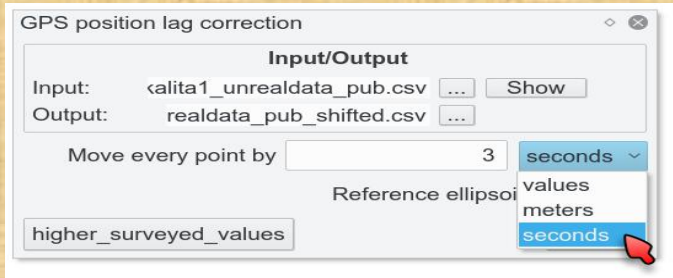 GPS position lag correction
Input/Output
Input: kalita1_unrealdata_pub.csv ... Show
Output: realdata_pub_shifted.csv ...
Move every point by 3 seconds
values
Reference ellipsoi
meters
higher_surveyed_values seconds